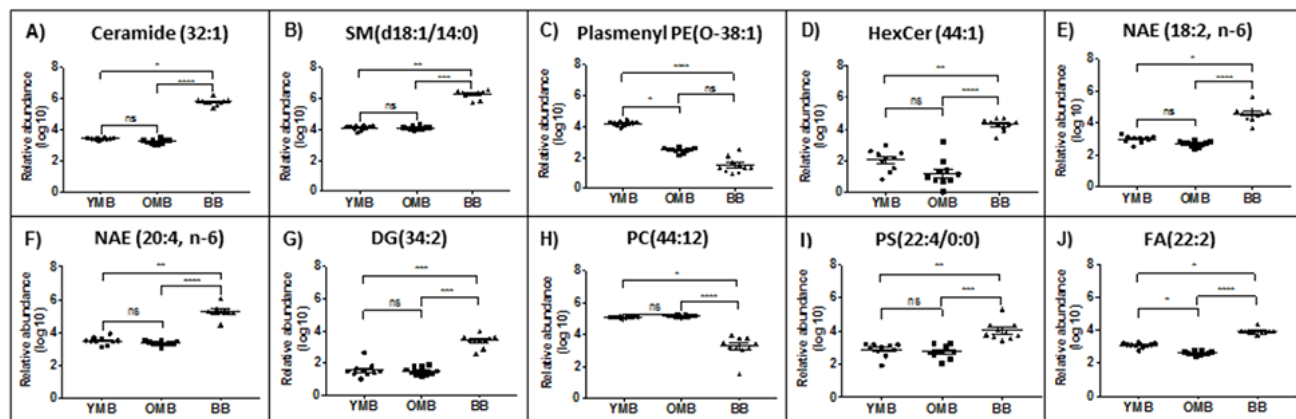 A) Ceramide (32:1)
Relative abundance
(log10)
8
6
4
2
0
*
****
ns
YMB OMB BB
B) SM(d18:1/14:0)
Relative abundance
(log10)
8
6
4
2
0
**
***
ns
YMB OMB BB
C) Plasmenyl PE(O-38:1)
Relative abundance
(log10)
8
6
4
2
0
****
* ns
YMB OMB BB
D) HexCer (44:1)
Relative abundance
(log10)
8
6
4
2
0
**
ns ****
YMB OMB BB
E) NAE (18:2, n-6)
Relative abundance
(log10)
8
6
4
2
0
*
****
ns
YMB OMB BB
F) NAE (20:4, n-6)
Relative abundance
(log10)
8
6
4
2
0
**
****
ns
YMB OMB BB
G) DG(34:2)
Relative abundance
(log10)
8
6
4
2
0
***
ns ***
YMB OMB BB
H) PC(44:12)
Relative abundance
(log10)
8
6
4
2
0
*
ns ****
YMB OMB BB
I) PS(22:4/0:0)
Relative abundance
(log10)
8
6
4
2
0
**
ns ***
YMB OMB BB
J) FA(22:2)
Relative abundance
(log10)
8
6
4
2
0
*
* ****
YMB OMB BB